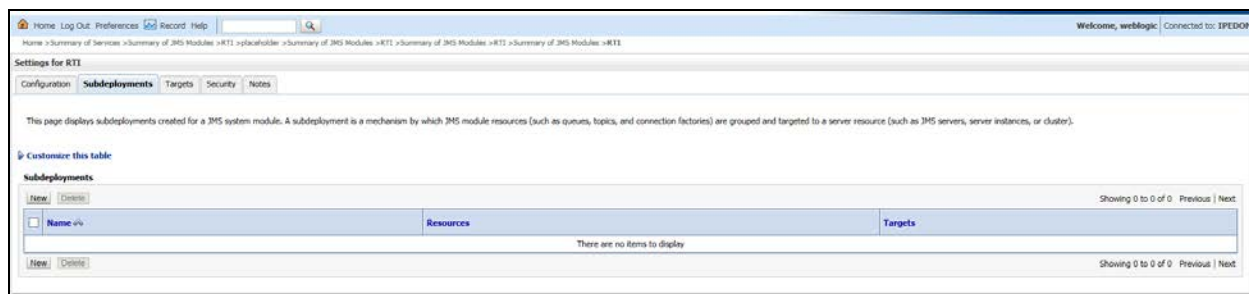 Home Log Out Preferences Record Help Welcome, weblogic Connected to: IPEDOM
Home >Summary of Services >Summary of JMS Modules >RTI >placeholder >Summary of JMS Modules >RTI >Summary of JMS Modules >RTI >Summary of JMS Modules >RTI
Settings for RTI
Configuration Subdeployments Targets Security Notes
This page displays subdeployments created for a JMS system module. A subdeployment is a mechanism by which JMS module resources (such as queues, topics, and connection factories) are grouped and targeted to a server resource (such as JMS servers, server instances, or cluster).
Customize this table
Subdeployments
New Delete Showing 0 to 0 of 0 Previous | Next
Name Resources Targets
There are no items to display
New Delete Showing 0 to 0 of 0 Previous | Next